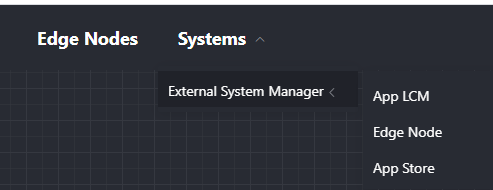 Edge Nodes Systems
External System Manager
App LCM
Edge Node
App Store